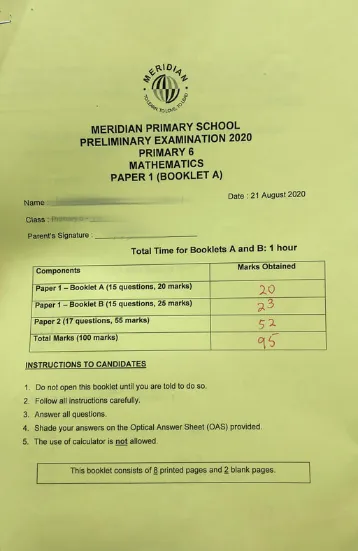 MERIDIAN
TO LEARN, TO LOVE, TO LEAD
MERIDIAN PRIMARY SCHOOL
PRELIMINARY EXAMINATION 2020
PRIMARY 6
MATHEMATICS
PAPER 1 (BOOKLET A)
Name
Date : 21 August 2020
Class :
Parent's Signature :
Total Time for Booklets A and B: 1 hour
Components Marks Obtained
Paper 1 – Booklet A (15 questions, 20 marks) 20
Paper 1 – Booklet B (15 questions, 25 marks) 23
Paper 2 (17 questions, 55 marks) 52
Total Marks (100 marks) 95
INSTRUCTIONS TO CANDIDATES
1. Do not open this booklet until you are told to do so.
2. Follow all instructions carefully.
3. Answer all questions.
4. Shade your answers on the Optical Answer Sheet (OAS) provided.
5. The use of calculator is not allowed.
This booklet consists of 8 printed pages and 2 blank pages.